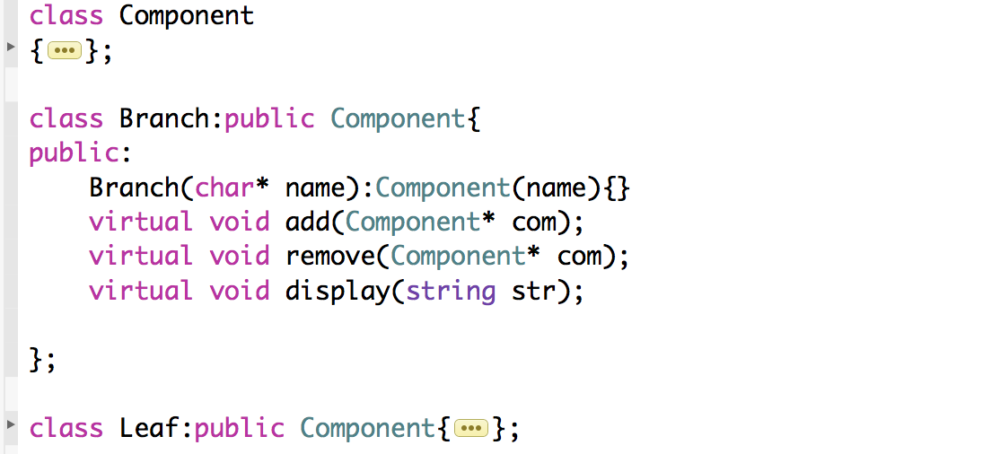 class Component
{•••};
class Branch:public Component{
public:
    Branch(char* name):Component(name){}
    virtual void add(Component* com);
    virtual void remove(Component* com);
    virtual void display(string str);
};
class Leaf:public Component{•••};